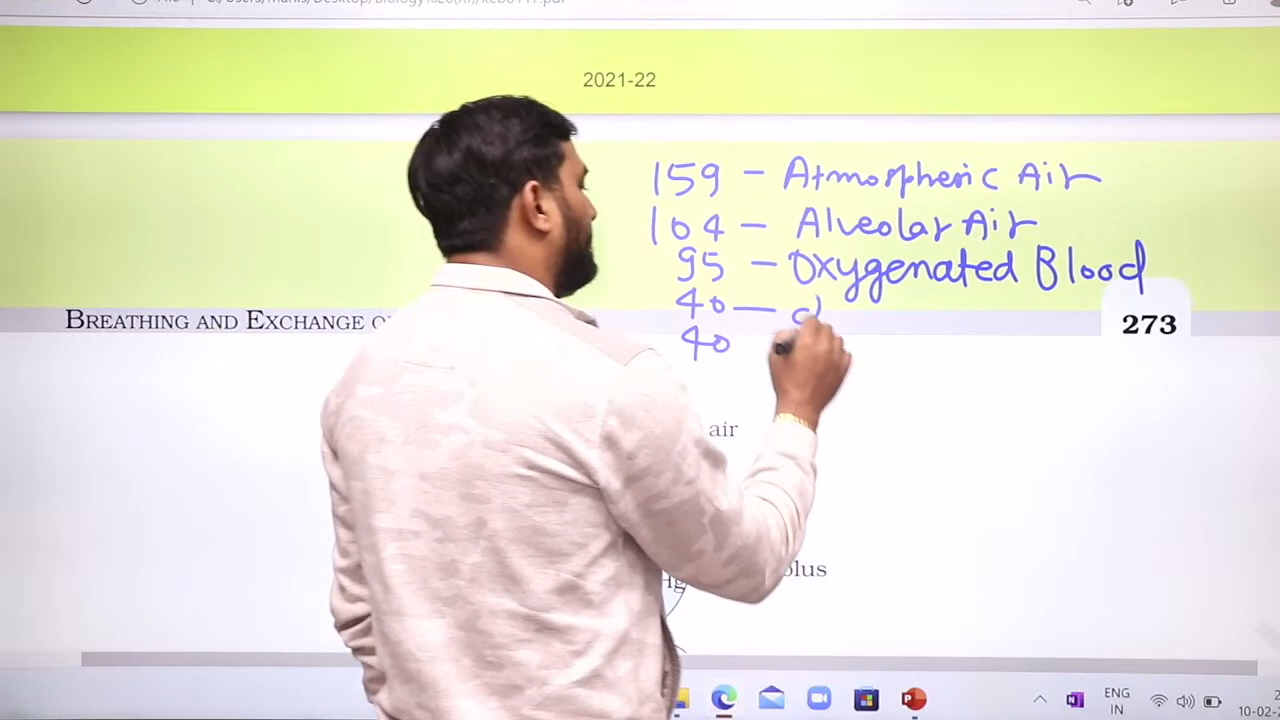 2021-22
159 - Atmospheric Air
104 - Alveolar Air
95 - Oxygenated Blood
40 - d
40
BREATHING AND EXCHANGE
273
air
ENG
IN